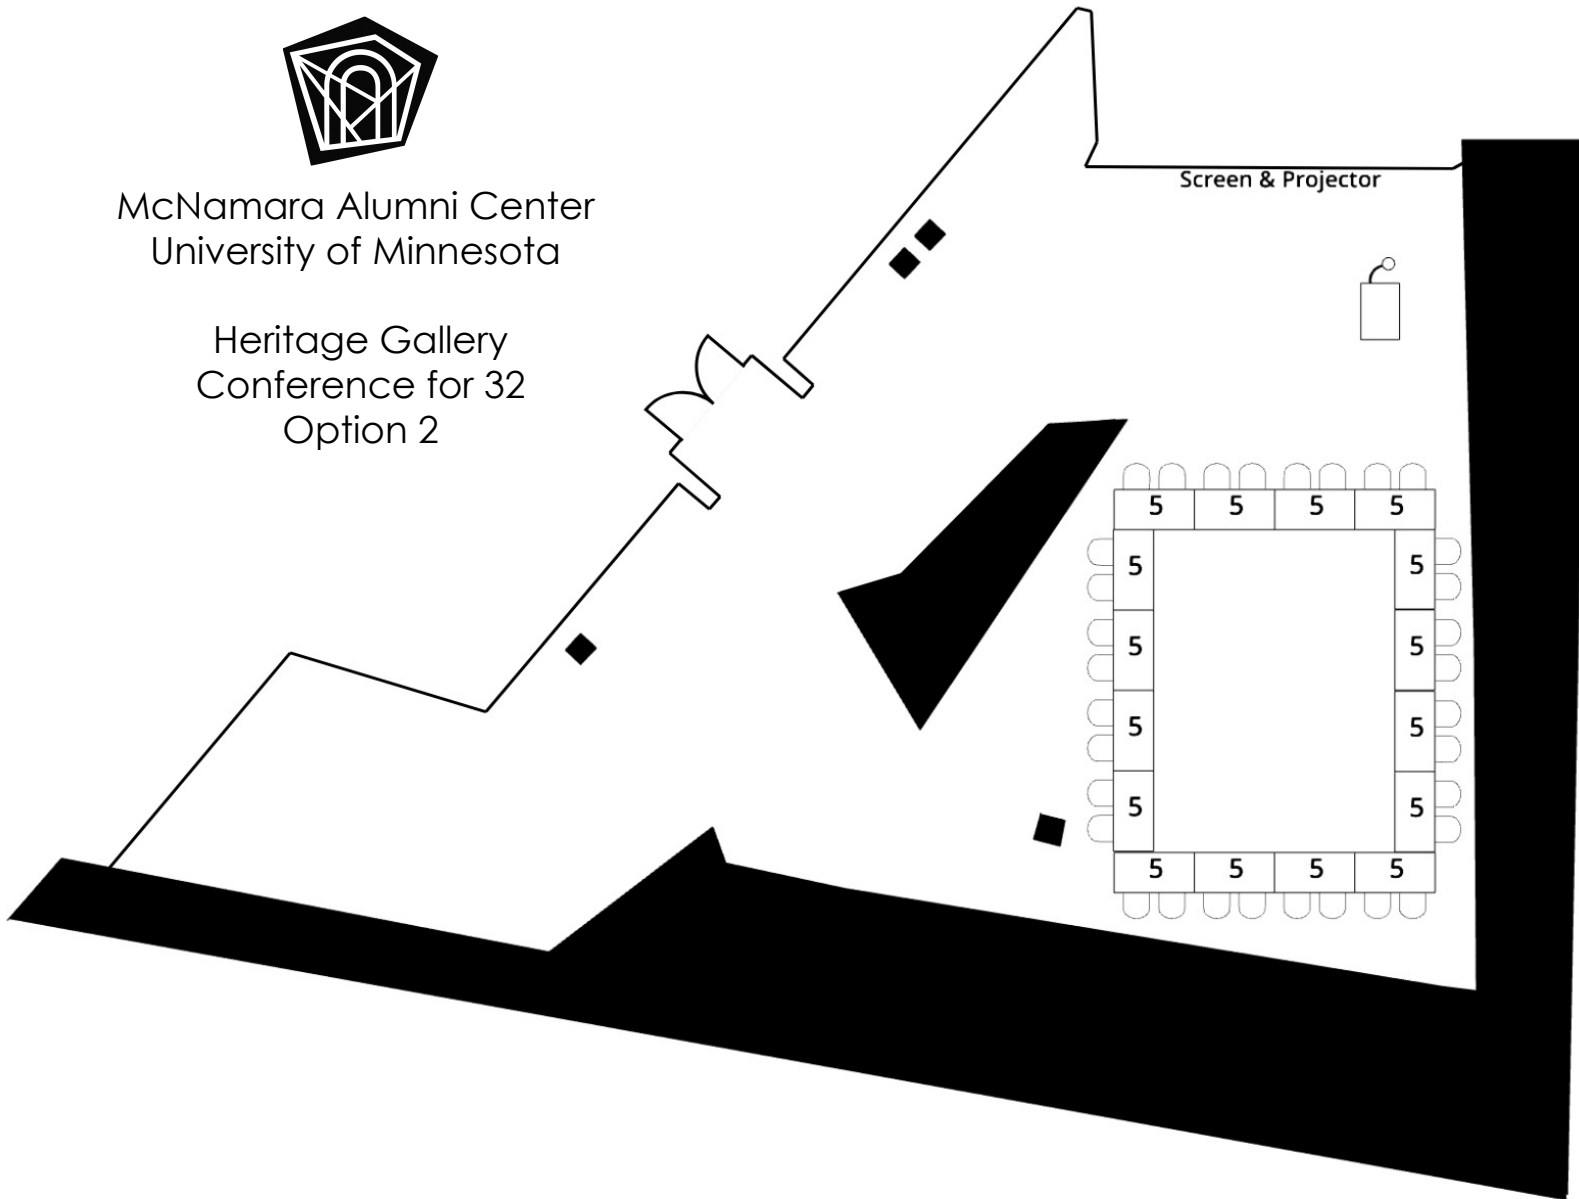 McNamara Alumni Center
University of Minnesota
Heritage Gallery
Conference for 32
Option 2
Screen & Projector
5 5 5 5
5 5
5 5
5 5
5 5
5 5 5 5